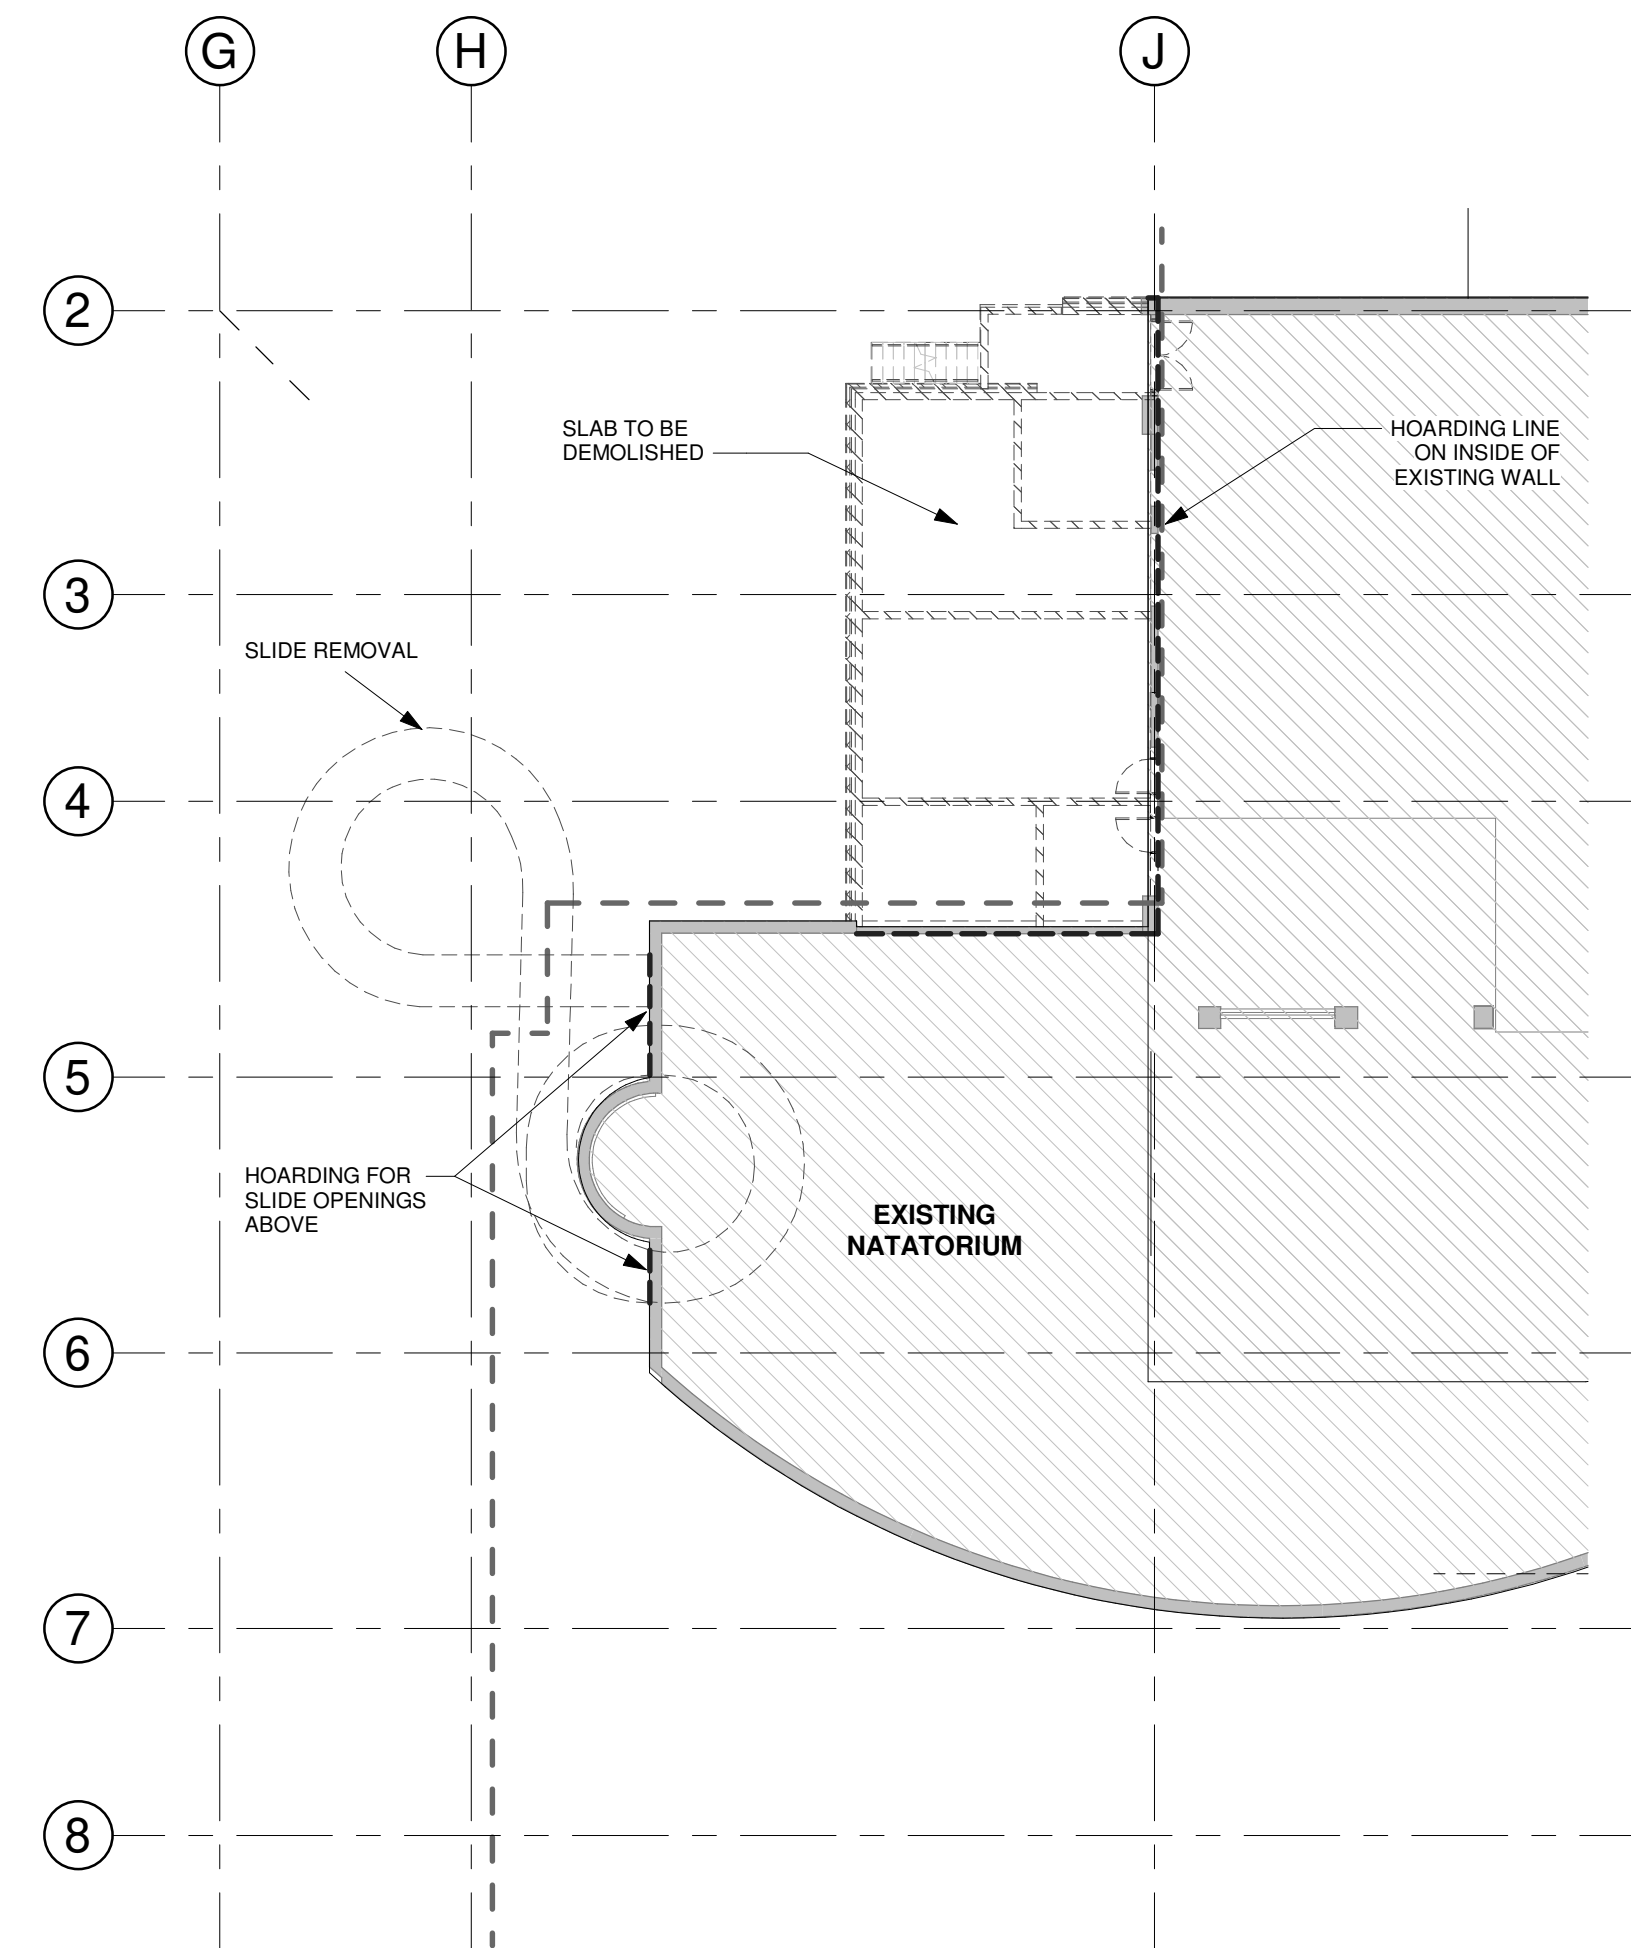 G
H
J
2
SLAB TO BE
DEMOLISHED
HOARDING LINE
ON INSIDE OF
EXISTING WALL
3
SLIDE REMOVAL
4
5
HOARDING FOR
SLIDE OPENINGS
ABOVE
EXISTING
NATATORIUM
6
7
8